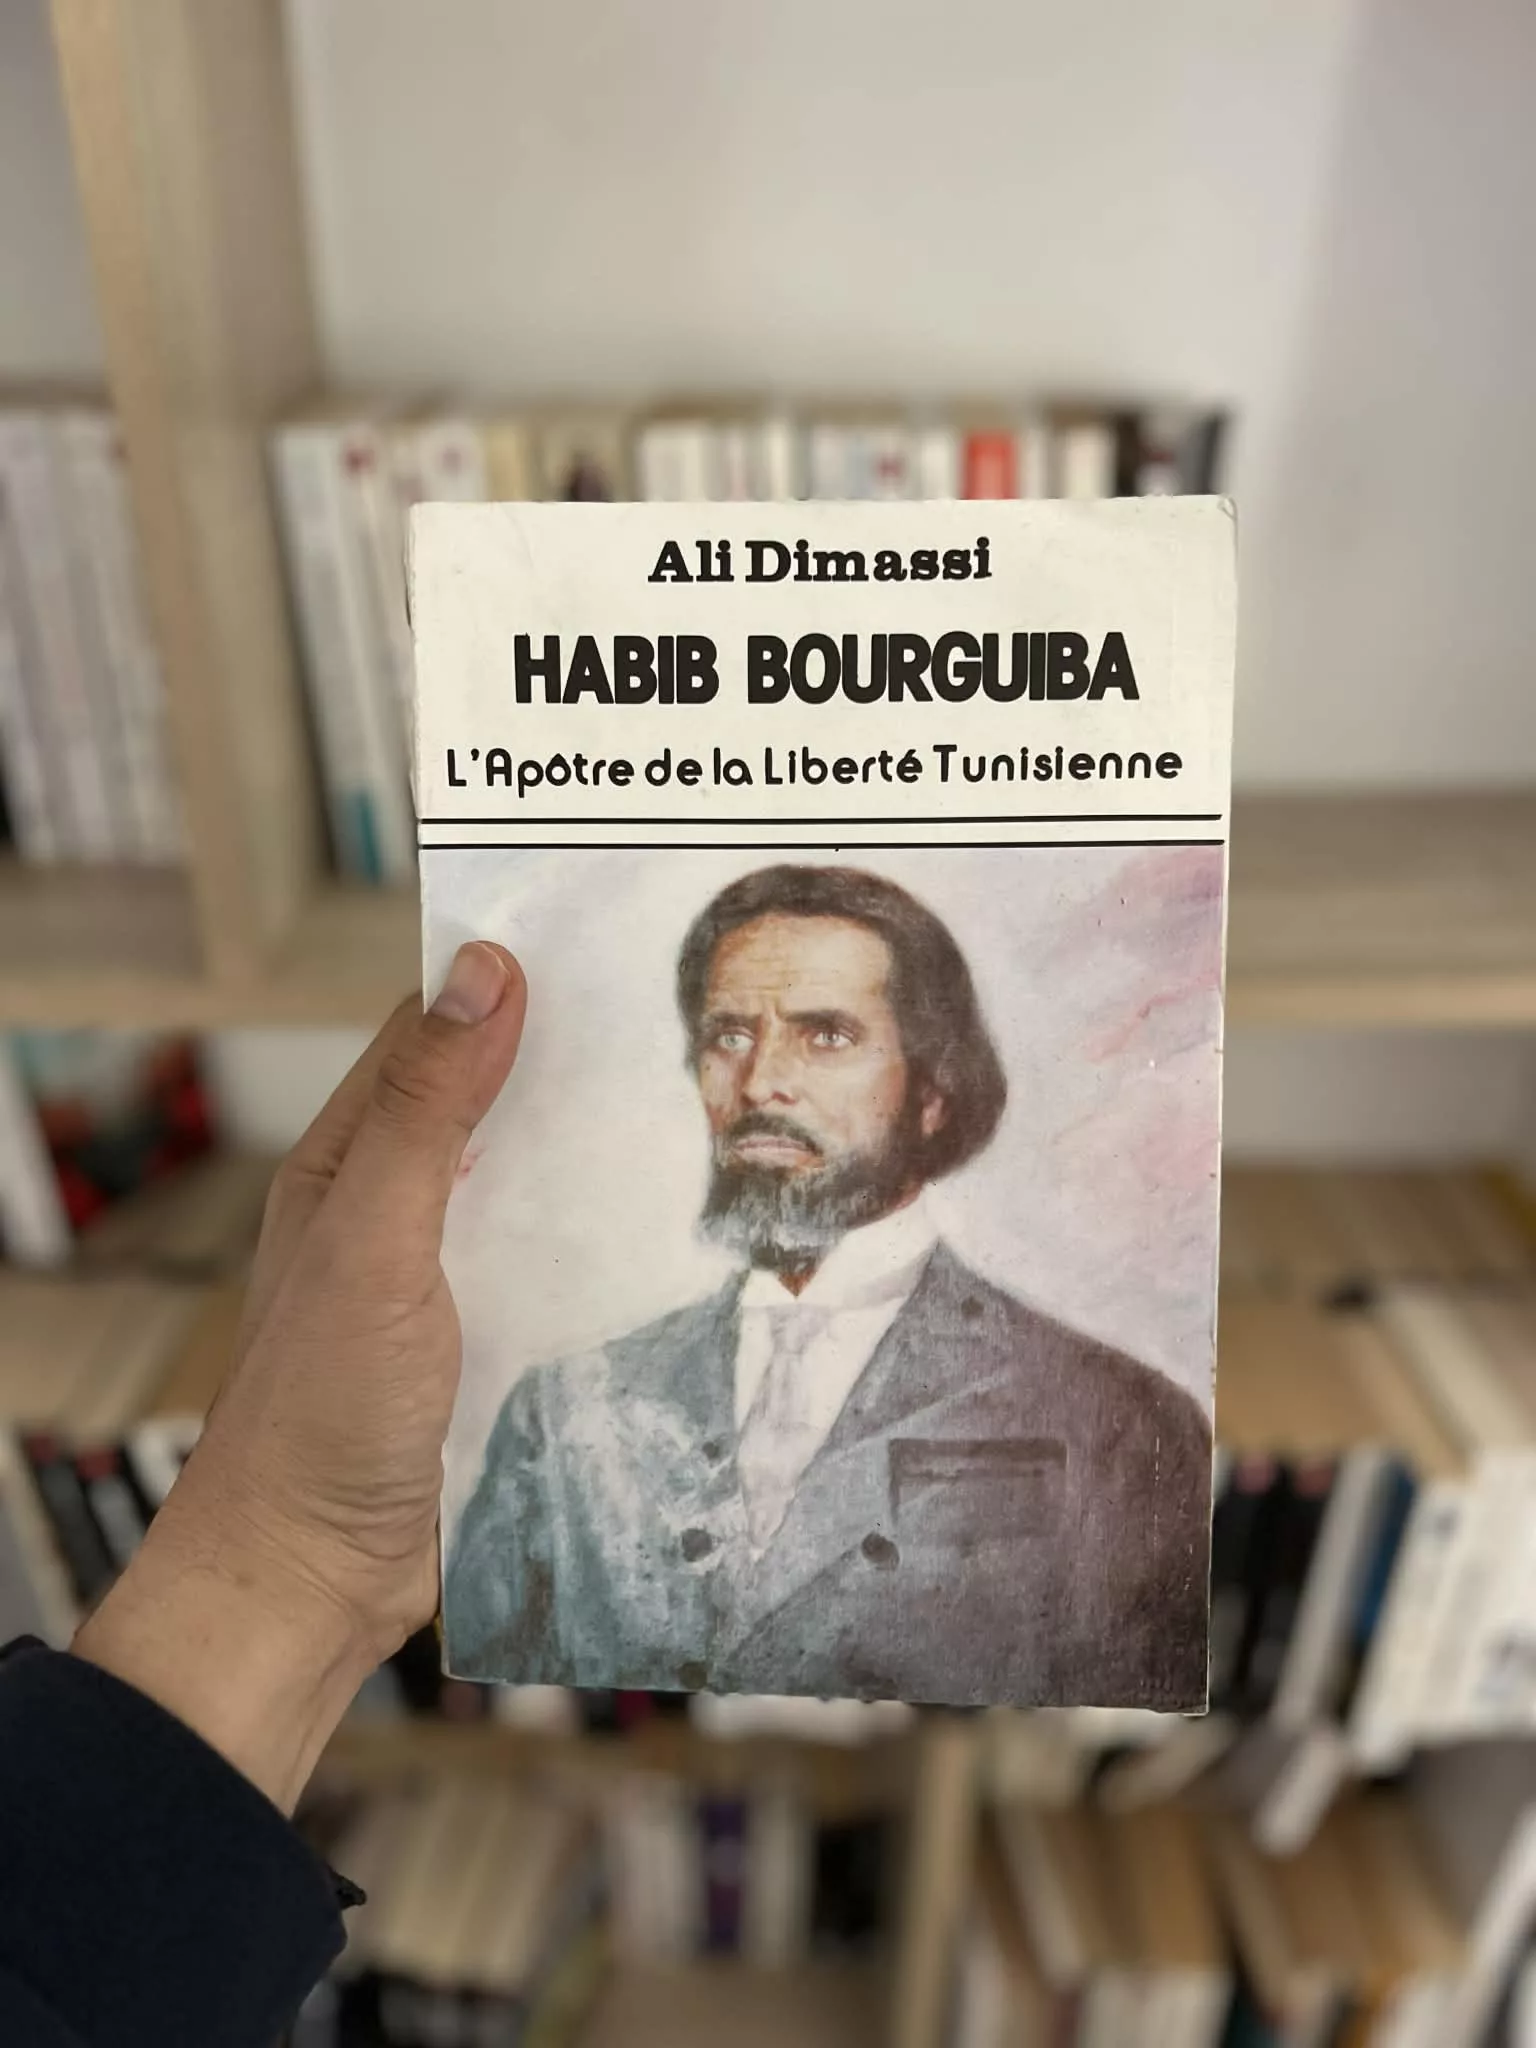 Ali Dimassi
HABIB BOURGUIBA
L'Apôtre de la Liberté Tunisienne